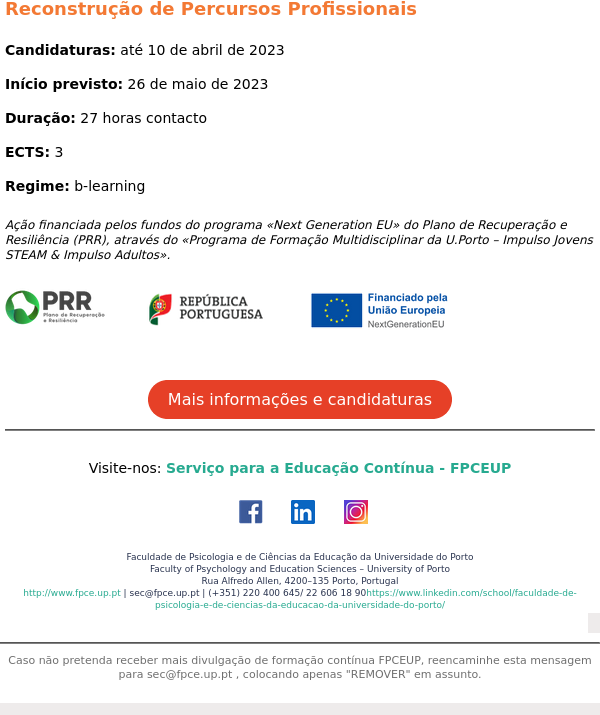 Reconstrução de Percursos Profissionais
Candidaturas: até 10 de abril de 2023
Início previsto: 26 de maio de 2023
Duração: 27 horas contacto
ECTS: 3
Regime: b-learning
Ação financiada pelos fundos do programa «Next Generation EU» do Plano de Recuperação e
Resiliência (PRR), através do «Programa de Formação Multidisciplinar da U.Porto – Impulso Jovens
STEAM & Impulso Adultos».
PRR
Plano de Recuperação
e Resiliência
REPÚBLICA
PORTUGUESA
Financiado pela
União Europeia
NextGenerationEU
Mais informações e candidaturas
Visite-nos: Serviço para a Educação Contínua - FPCEUP
Faculdade de Psicologia e de Ciências da Educação da Universidade do Porto
Faculty of Psychology and Education Sciences – University of Porto
Rua Alfredo Allen, 4200–135 Porto, Portugal
http://www.fpce.up.pt | sec@fpce.up.pt | (+351) 220 400 645/ 22 606 18 90https://www.linkedin.com/school/faculdade-de-
psicologia-e-de-ciencias-da-educacao-da-universidade-do-porto/
Caso não pretenda receber mais divulgação de formação contínua FPCEUP, reencaminhe esta mensagem
para sec@fpce.up.pt , colocando apenas "REMOVER" em assunto.